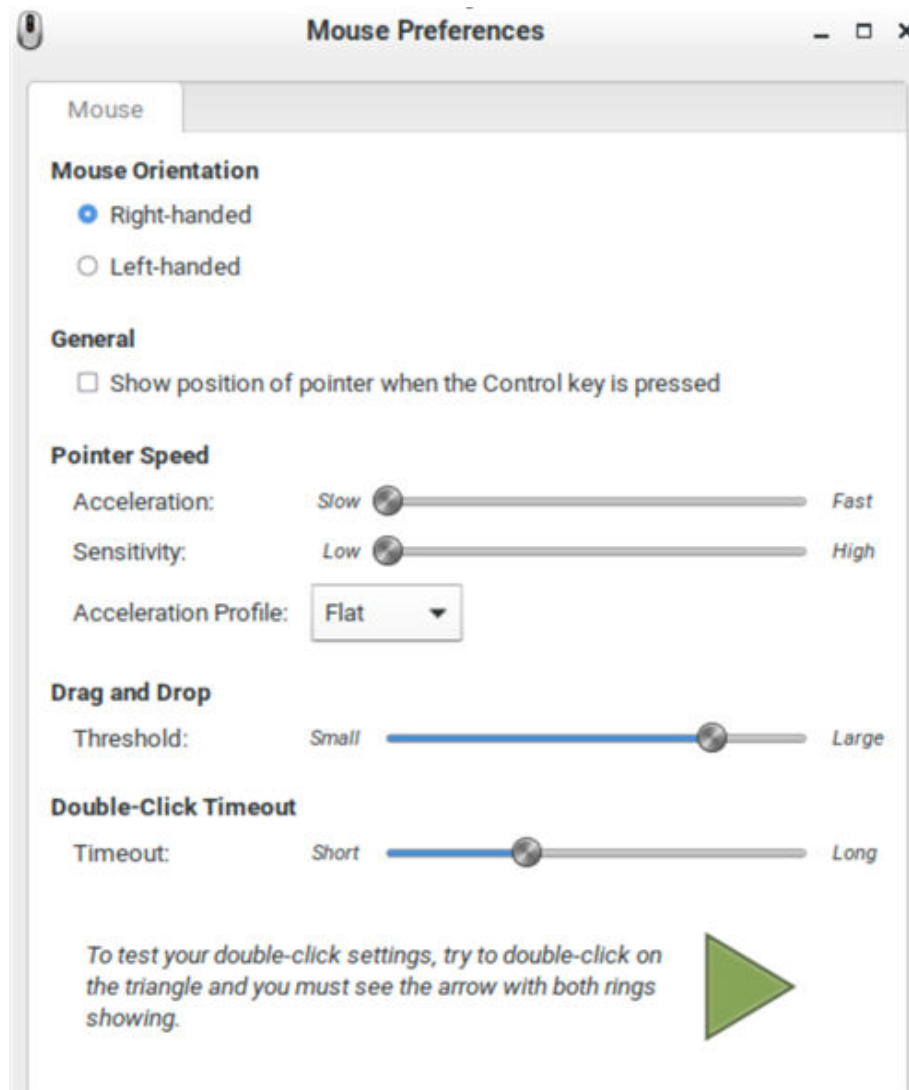 Mouse Preferences
Mouse
Mouse Orientation
Right-handed
Left-handed
General
Show position of pointer when the Control key is pressed
Pointer Speed
Acceleration: Slow Fast
Sensitivity: Low High
Acceleration Profile: Flat
Drag and Drop
Threshold: Small Large
Double-Click Timeout
Timeout: Short Long
To test your double-click settings, try to double-click on
the triangle and you must see the arrow with both rings
showing.